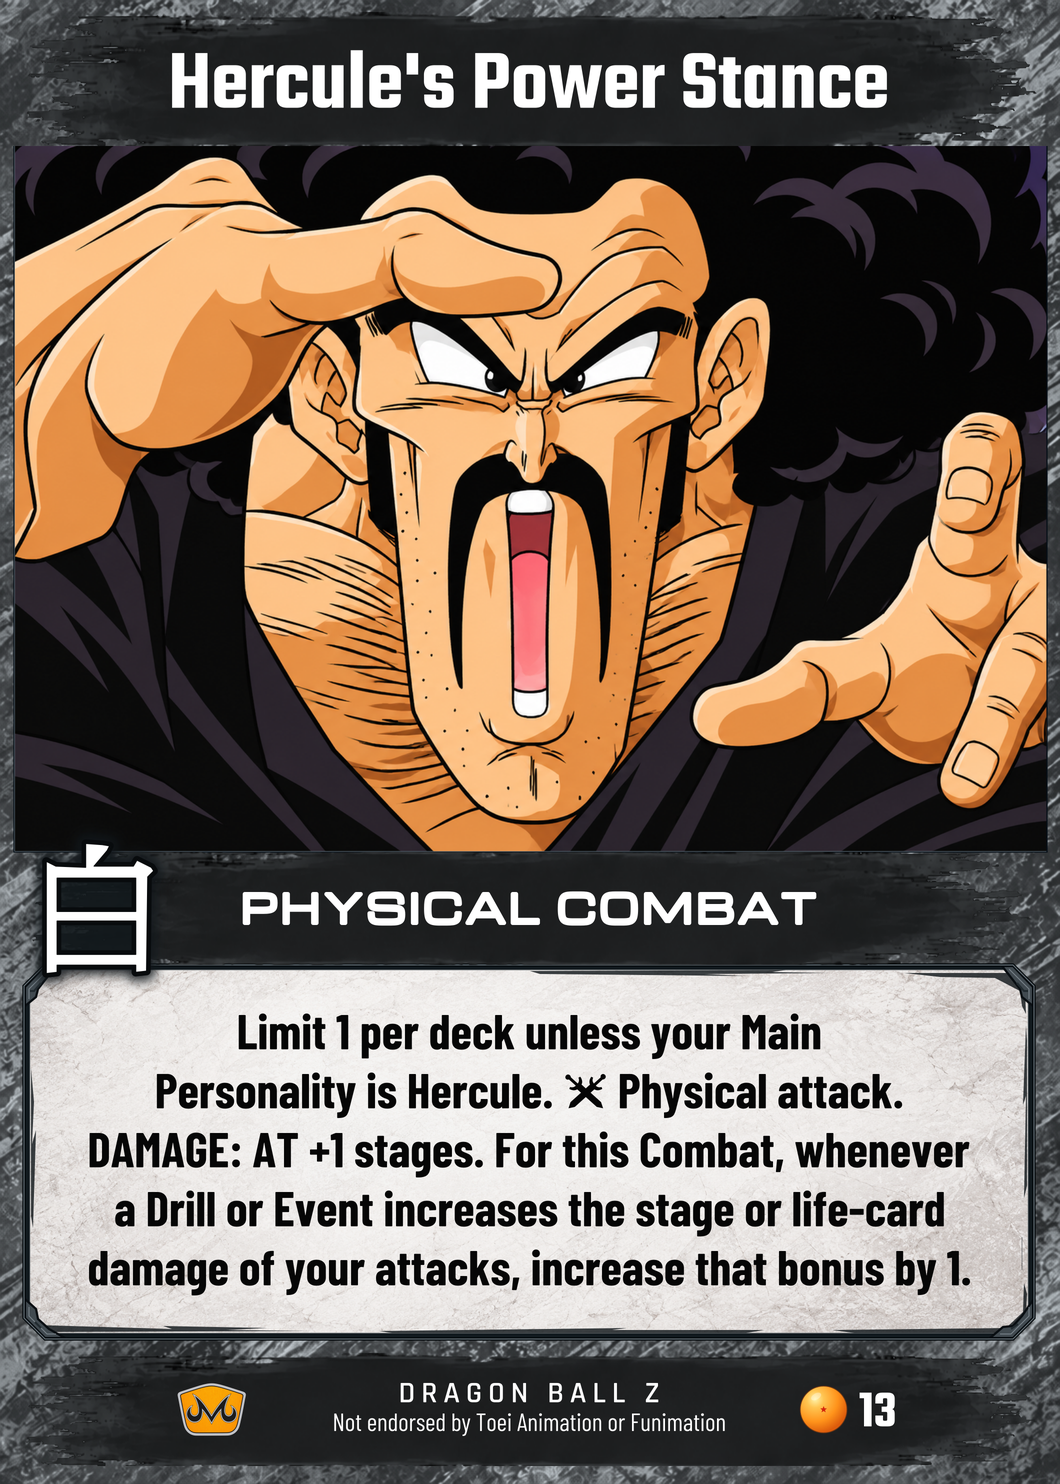 Hercule's Power Stance
白
PHYSICAL COMBAT
Limit 1 per deck unless your Main
Personality is Hercule. Physical attack.
DAMAGE: AT +1 stages. For this Combat, whenever
a Drill or Event increases the stage or life-card
damage of your attacks, increase that bonus by 1.
DRAGON BALL Z
Not endorsed by Toei Animation or Funimation
13